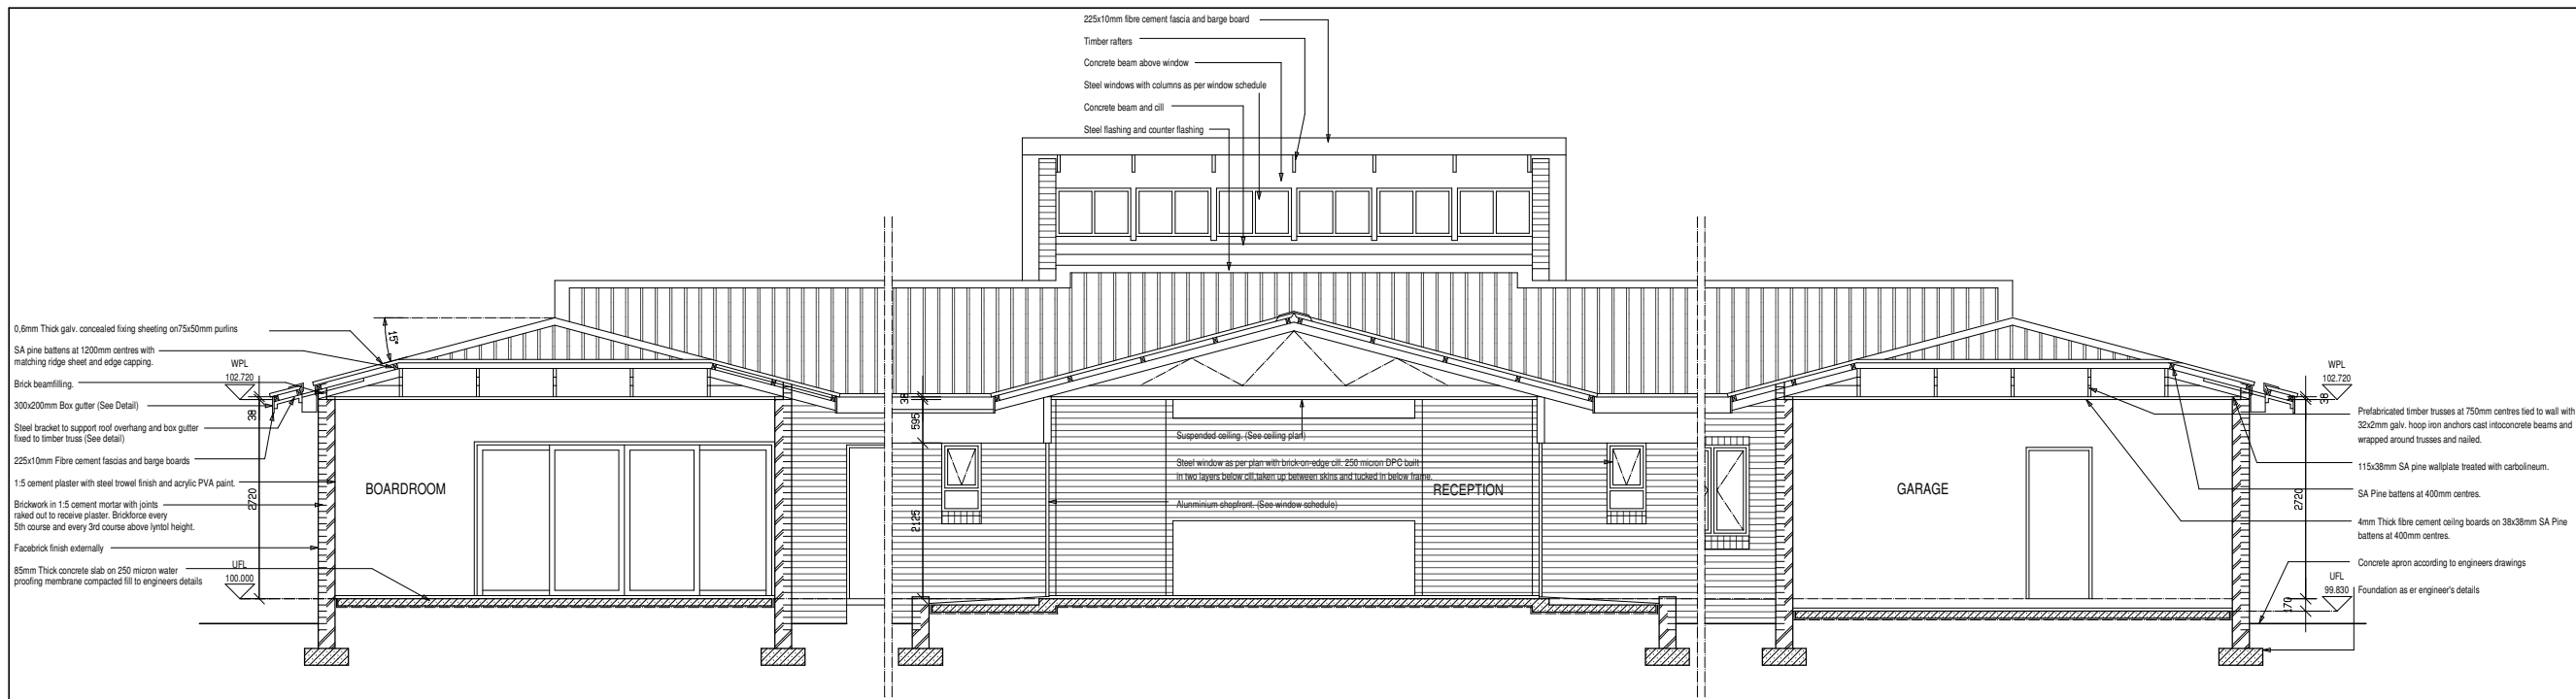 225x10mm fibre cement fascia and barge board
Timber rafters
Concrete beam above window
Steel windows with columns as per window schedule
Concrete beam and cill
Steel flashing and counter flashing
0,6mm Thick galv. concealed fixing sheeting on75x50mm purlins
SA pine battens at 1200mm centres with
matching ridge sheet and edge capping.
Brick beamfilling.
300x200mm Box gutter (See Detail)
Steel bracket to support roof overhang and box gutter
fixed to timber truss (See detail)
225x10mm Fibre cement fascias and barge boards
1:5 cement plaster with steel trowel finish and acrylic PVA paint.
Brickwork in 1:5 cement mortar with joints
raked out to receive plaster. Brickforce every
5th course and every 3rd course above lyntol height.
Facebrick finish externally
85mm Thick concrete slab on 250 micron water
proofing membrane compacted fill to engineers details
WPL
102.720
38
2720
UFL
100.000
15°
BOARDROOM
38
595
2125
Suspended ceiling. (See ceiling plan)
Steel window as per plan with brick-on-edge cill. 250 micron DPC built
in two layers below cill,taken up between skins and tucked in below frame.
RECEPTION
Alunminium shopfront. (See window schedule)
GARAGE
WPL
102.720
38
2720
UFL
99.830
170
Prefabricated timber trusses at 750mm centres tied to wall with
32x2mm galv. hoop iron anchors cast intoconcrete beams and
wrapped around trusses and nailed.
115x38mm SA pine wallplate treated with carbolineum.
SA Pine battens at 400mm centres.
4mm Thick fibre cement ceilng boards on 38x38mm SA Pine
battens at 400mm centres.
Concrete apron according to engineers drawings
Foundation as er engineer's details